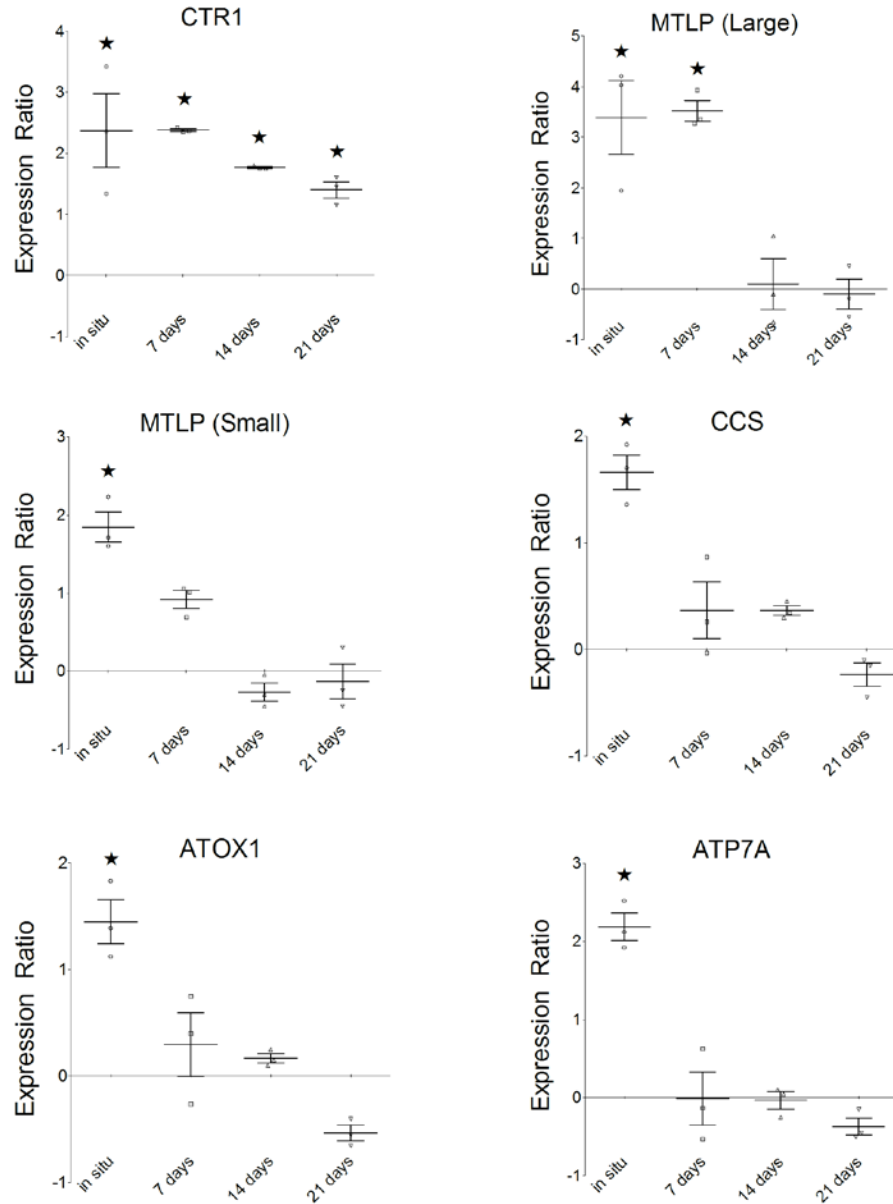 CTR1
Expression Ratio
4
3
2
1
0
-1
in situ
7 days
14 days
21 days
MTLP (Large)
Expression Ratio
5
4
3
2
1
0
-1
in situ
7 days
14 days
21 days
MTLP (Small)
Expression Ratio
3
2
1
0
-1
in situ
7 days
14 days
21 days
CCS
Expression Ratio
2
1
0
-1
in situ
7 days
14 days
21 days
ATOX1
Expression Ratio
2
1
0
-1
in situ
7 days
14 days
21 days
ATP7A
Expression Ratio
3
2
1
0
-1
in situ
7 days
14 days
21 days